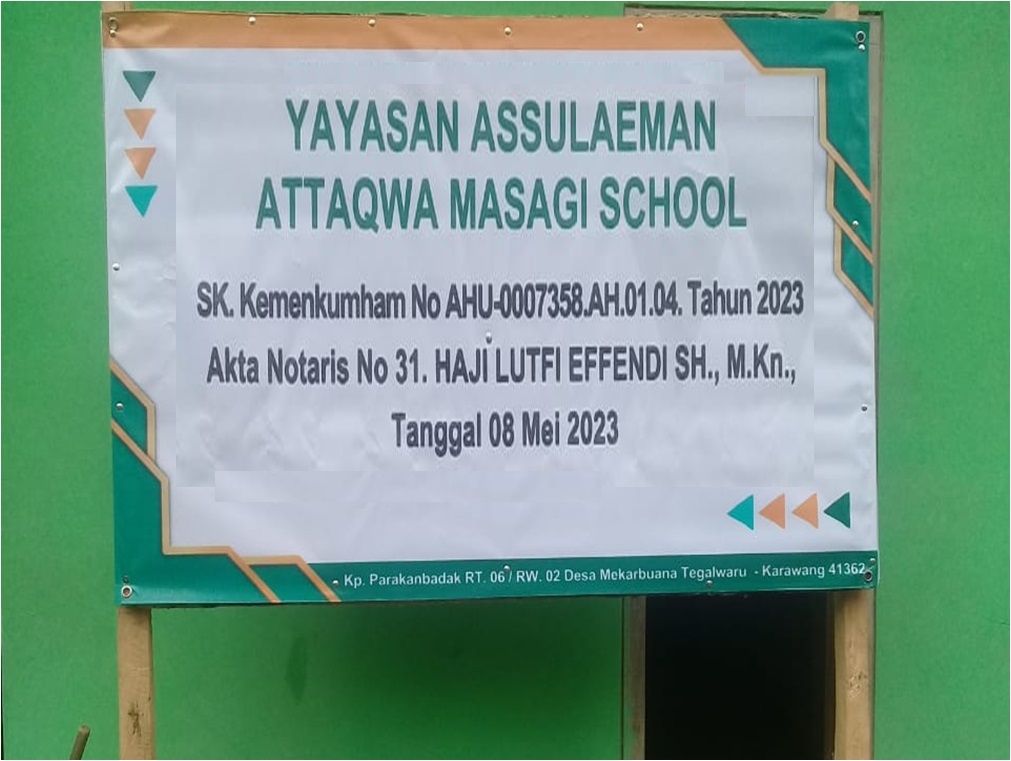 YAYASAN ASSULAEMAN
ATTAQWA MASAGI SCHOOL
SK. Kemenkumham No AHU-0007358.AH.01.04. Tahun 2023
Akta Notaris No 31. HAJI LUTFI EFFENDI SH., M.Kn.,
Tanggal 08 Mei 2023
Kp. Parakanbadak RT. 06 / RW. 02 Desa Mekarbuana Tegalwaru - Karawang 41362